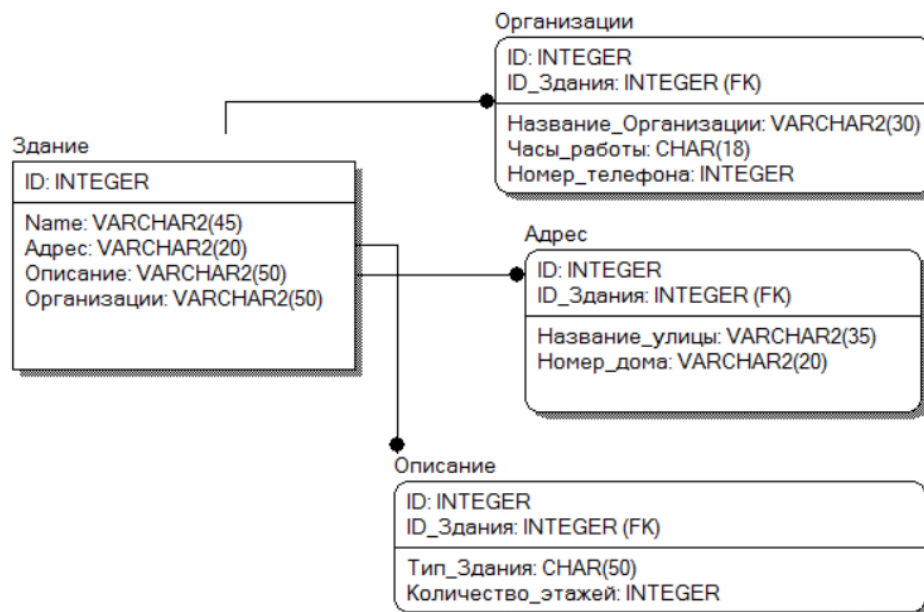 Организации
ID: INTEGER
ID_Здания: INTEGER (FK)
Название_Организации: VARCHAR2(30)
Часы_работы: CHAR(18)
Номер_телефона: INTEGER
Здание
ID: INTEGER
Name: VARCHAR2(45)
Адрес: VARCHAR2(20)
Описание: VARCHAR2(50)
Организации: VARCHAR2(50)
Адрес
ID: INTEGER
ID_Здания: INTEGER (FK)
Название_улицы: VARCHAR2(35)
Номер_дома: VARCHAR2(20)
Описание
ID: INTEGER
ID_Здания: INTEGER (FK)
Тип_Здания: CHAR(50)
Количество_этажей: INTEGER